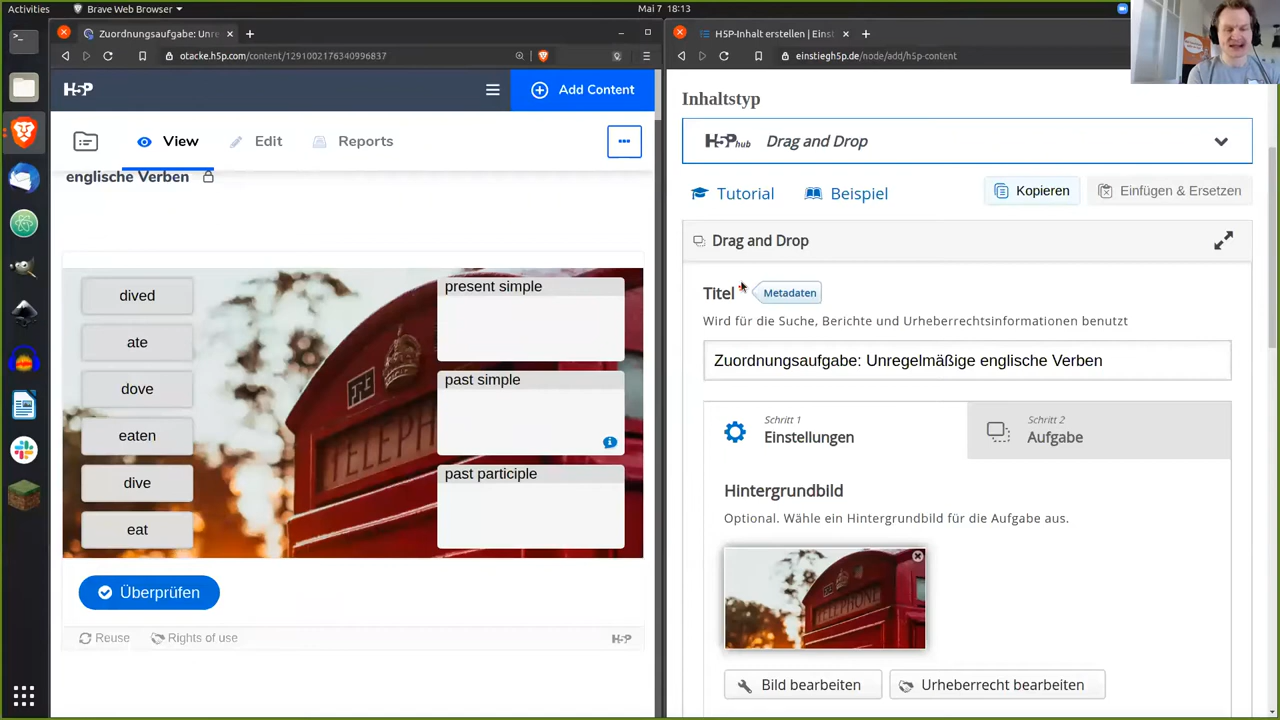 Activities
Brave Web Browser
Mai 7 18:13
Zuordnungsaufgabe: Unre
otacke.h5p.com/content/1291002176340996837
H5P
Add Content
View
Edit
Reports
englische Verben
dived
ate
dove
eaten
dive
eat
TELEPHONE
present simple
past simple
past participle
Überprüfen
Reuse
Rights of use
H5P
H5P-Inhalt erstellen | Einst
einstiegh5p.de/node/add/h5p-content
Inhaltstyp
H5P hub Drag and Drop
Tutorial
Beispiel
Kopieren
Einfügen & Ersetzen
Drag and Drop
Titel * Metadaten
Wird für die Suche, Berichte und Urheberrechtsinformationen benutzt
Zuordnungsaufgabe: Unregelmäßige englische Verben
Schritt 1
Einstellungen
Schritt 2
Aufgabe
Hintergrundbild
Optional. Wähle ein Hintergrundbild für die Aufgabe aus.
TELEPHONE
Bild bearbeiten
Urheberrecht bearbeiten